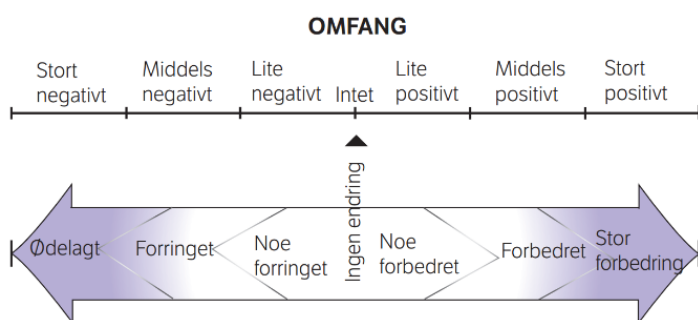 OMFANG
Stort negativt
Middels negativt
Lite negativt
Intet
Lite positivt
Middels positivt
Stort positivt
Ingen endring
Ødelagt
Forringet
Noe forringet
Noe forbedret
Forbedret
Stor forbedring